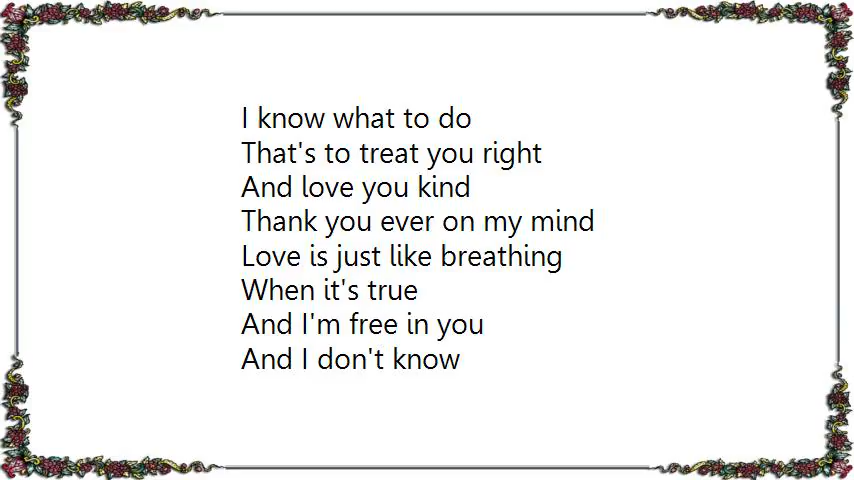 I know what to do
That's to treat you right
And love you kind
Thank you ever on my mind
Love is just like breathing
When it's true
And I'm free in you
And I don't know